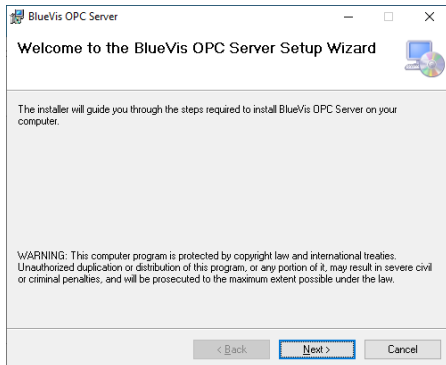 BlueVis OPC Server
Welcome to the BlueVis OPC Server Setup Wizard
The installer will guide you through the steps required to install BlueVis OPC Server on your
computer.
WARNING: This computer program is protected by copyright law and international treaties.
Unauthorized duplication or distribution of this program, or any portion of it, may result in severe civil
or criminal penalties, and will be prosecuted to the maximum extent possible under the law.
< Back Next > Cancel